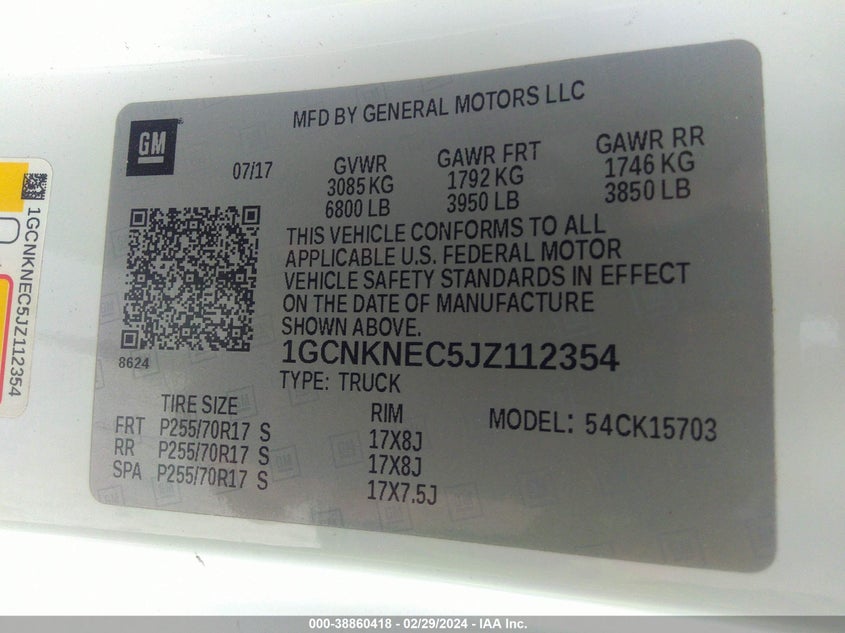 MFD BY GENERAL MOTORS LLC
GM
07/17
GVWR
3085 KG
6800 LB
GAWR FRT
1792 KG
3950 LB
GAWR RR
1746 KG
3850 LB
THIS VEHICLE CONFORMS TO ALL
APPLICABLE U.S. FEDERAL MOTOR
VEHICLE SAFETY STANDARDS IN EFFECT
ON THE DATE OF MANUFACTURE
SHOWN ABOVE.
8624
1GCNKNEC5JZ112354
TYPE: TRUCK
TIRE SIZE
RIM
MODEL: 54CK15703
FRT P255/70R17 S 17X8J
RR P255/70R17 S 17X8J
SPA P255/70R17 S 17X7.5J
1GCNKNEC5JZ112354
000-38860418 - 02/29/2024 - IAA Inc.